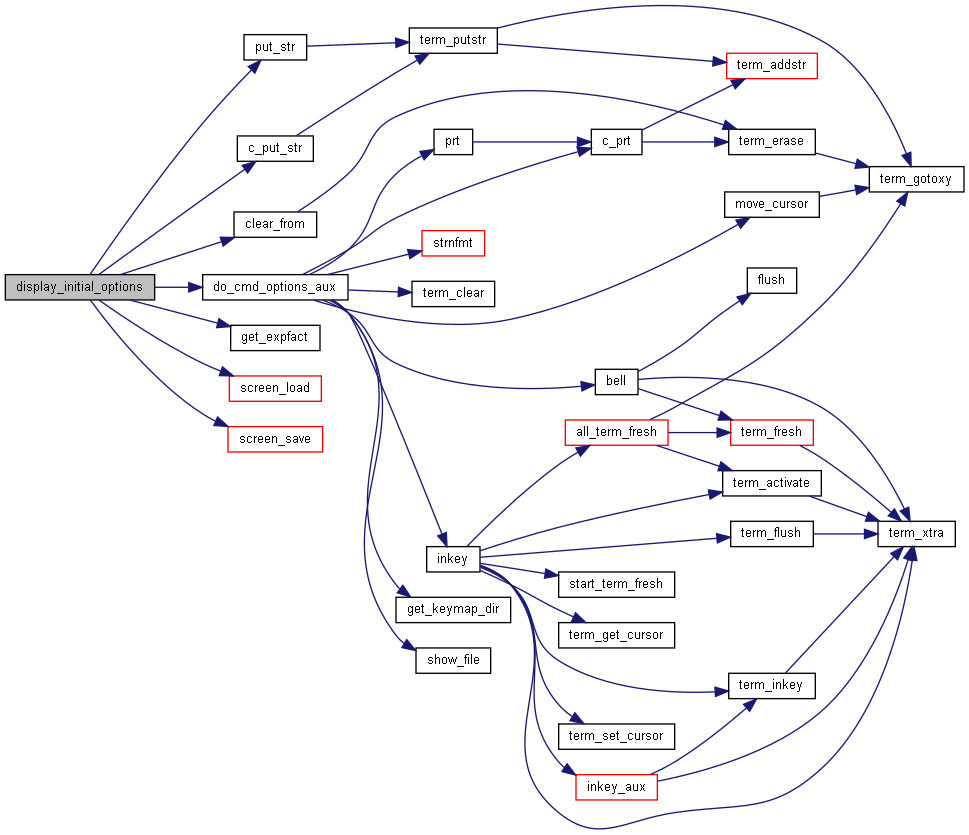 put_str
term_putstr
term_addstr
prt
c_prt
term_erase
c_put_str
term_gotoxy
move_cursor
clear_from
strnfmt
flush
display_initial_options
do_cmd_options_aux
term_clear
get_expfact
bell
screen_load
all_term_fresh
term_fresh
screen_save
term_activate
term_flush
term_xtra
inkey
start_term_fresh
get_keymap_dir
term_get_cursor
show_file
term_inkey
term_set_cursor
inkey_aux